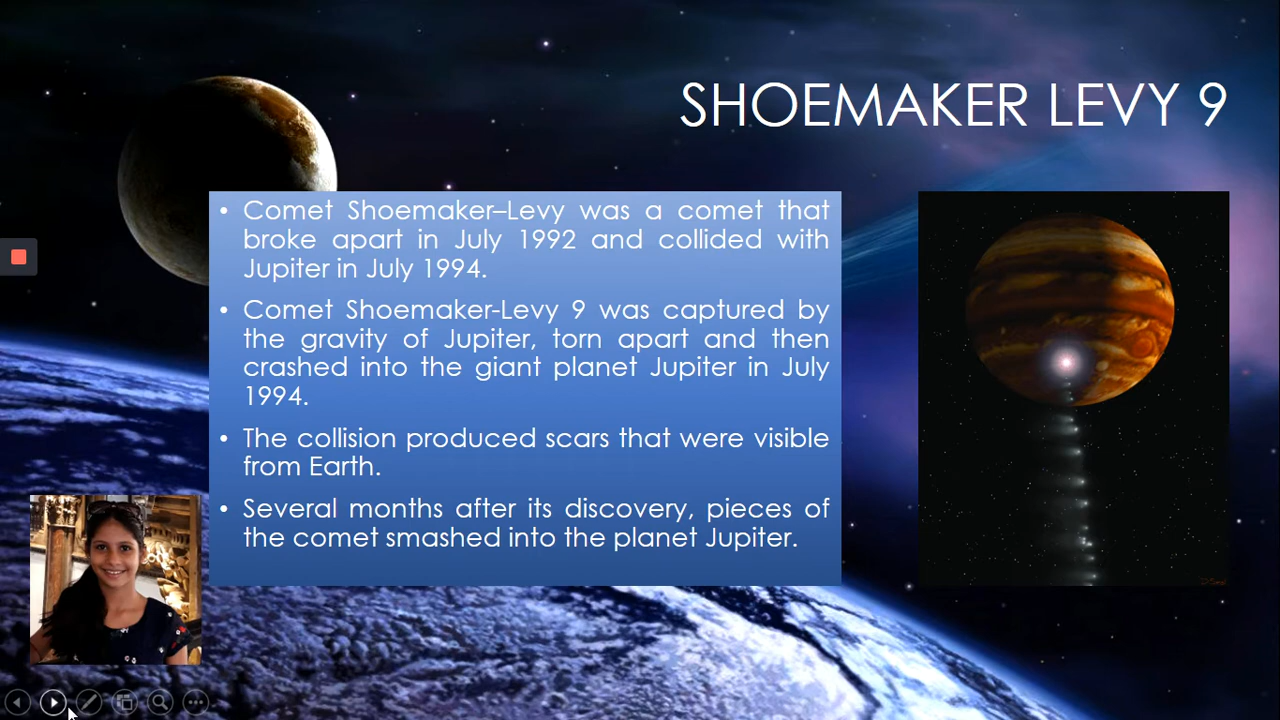 SHOEMAKER LEVY 9
• Comet Shoemaker–Levy was a comet that
broke apart in July 1992 and collided with
Jupiter in July 1994.
• Comet Shoemaker-Levy 9 was captured by
the gravity of Jupiter, torn apart and then
crashed into the giant planet Jupiter in July
1994.
• The collision produced scars that were visible
from Earth.
• Several months after its discovery, pieces of
the comet smashed into the planet Jupiter.